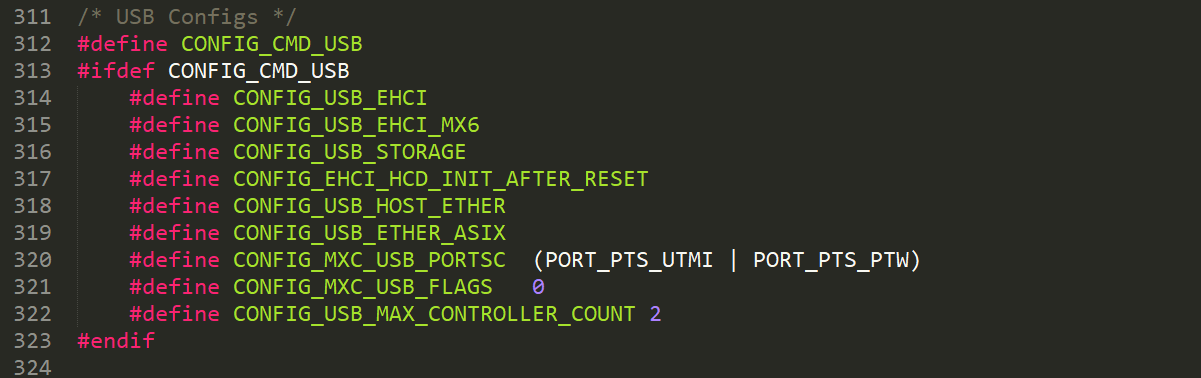 311 /* USB Configs */
312 #define CONFIG_CMD_USB
313 #ifdef CONFIG_CMD_USB
314     #define CONFIG_USB_EHCI
315     #define CONFIG_USB_EHCI_MX6
316     #define CONFIG_USB_STORAGE
317     #define CONFIG_EHCI_HCD_INIT_AFTER_RESET
318     #define CONFIG_USB_HOST_ETHER
319     #define CONFIG_USB_ETHER_ASIX
320     #define CONFIG_MXC_USB_PORTSC  (PORT_PTS_UTMI | PORT_PTS_PTW)
321     #define CONFIG_MXC_USB_FLAGS   0
322     #define CONFIG_USB_MAX_CONTROLLER_COUNT 2
323 #endif
324